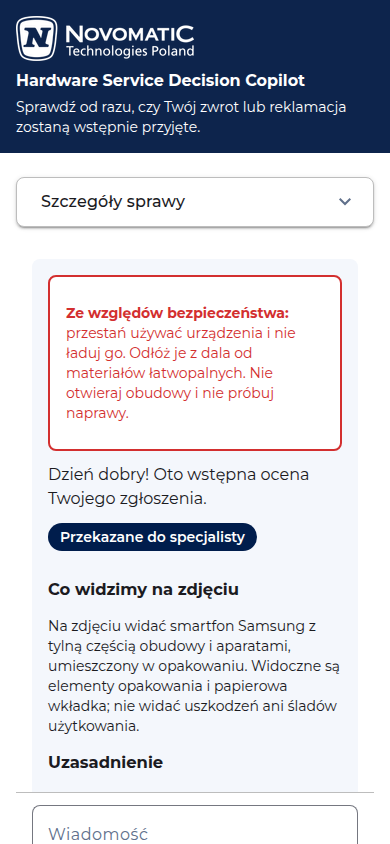 N NOVOMATIC
Technologies Poland
Hardware Service Decision Copilot
Sprawdź od razu, czy Twój zwrot lub reklamacja
zostaną wstępnie przyjęte.
Szczegóły sprawy
Ze względów bezpieczeństwa:
przestań używać urządzenia i nie
ładuj go. Odłóż je z dala od
materiałów łatwopalnych. Nie
otwieraj obudowy i nie próbuj
naprawy.
Dzień dobry! Oto wstępna ocena
Twojego zgłoszenia.
Przekazane do specjalisty
Co widzimy na zdjęciu
Na zdjęciu widać smartfon Samsung z
tylną częścią obudowy i aparatami,
umieszczony w opakowaniu. Widoczne są
elementy opakowania i papierowa
wkładka; nie widać uszkodzeń ani śladów
użytkowania.
Uzasadnienie
Wiadomość